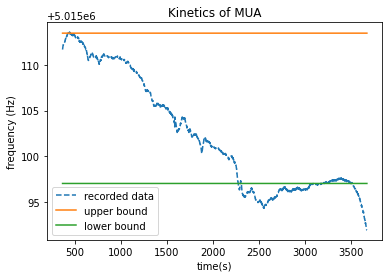 Kinetics of MUA
+5.015e6
frequency (Hz)
110
105
100
95
recorded data
upper bound
lower bound
500
1000
1500
2000
2500
3000
3500
time(s)